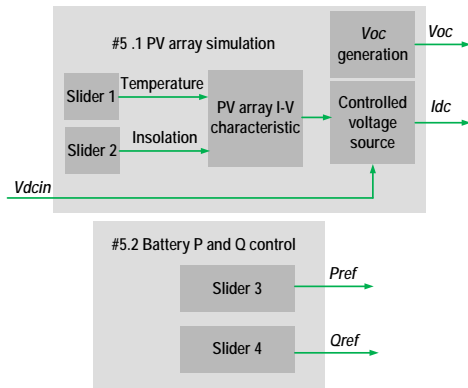 #5 .1 PV array simulation
Voc
generation
Voc
Slider 1
Temperature
PV array I-V
characteristic
Controlled
voltage
source
Idc
Slider 2
Insolation
Vdcin
#5.2 Battery P and Q control
Slider 3
Pref
Slider 4
Qref